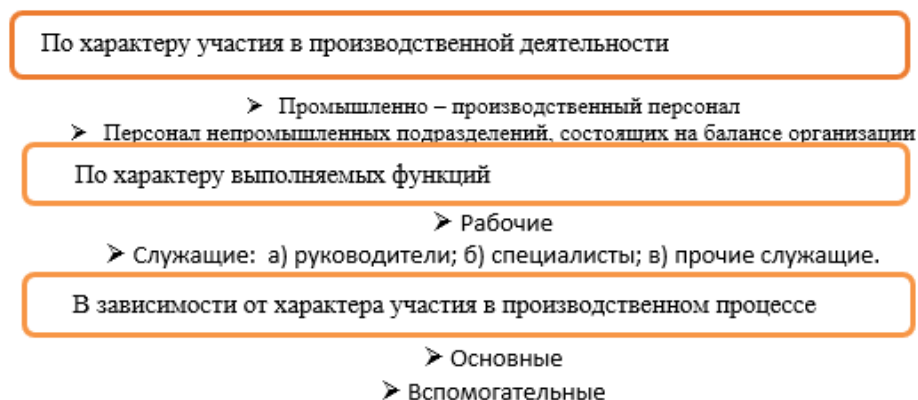 По характеру участия в производственной деятельности
➢ Промышленно – производственный персонал
➢ Персонал непромышленных подразделений, состоящих на балансе организации
По характеру выполняемых функций
➢ Рабочие
➢ Служащие: а) руководители; б) специалисты; в) прочие служащие.
В зависимости от характера участия в производственном процессе
➢ Основные
➢ Вспомогательные